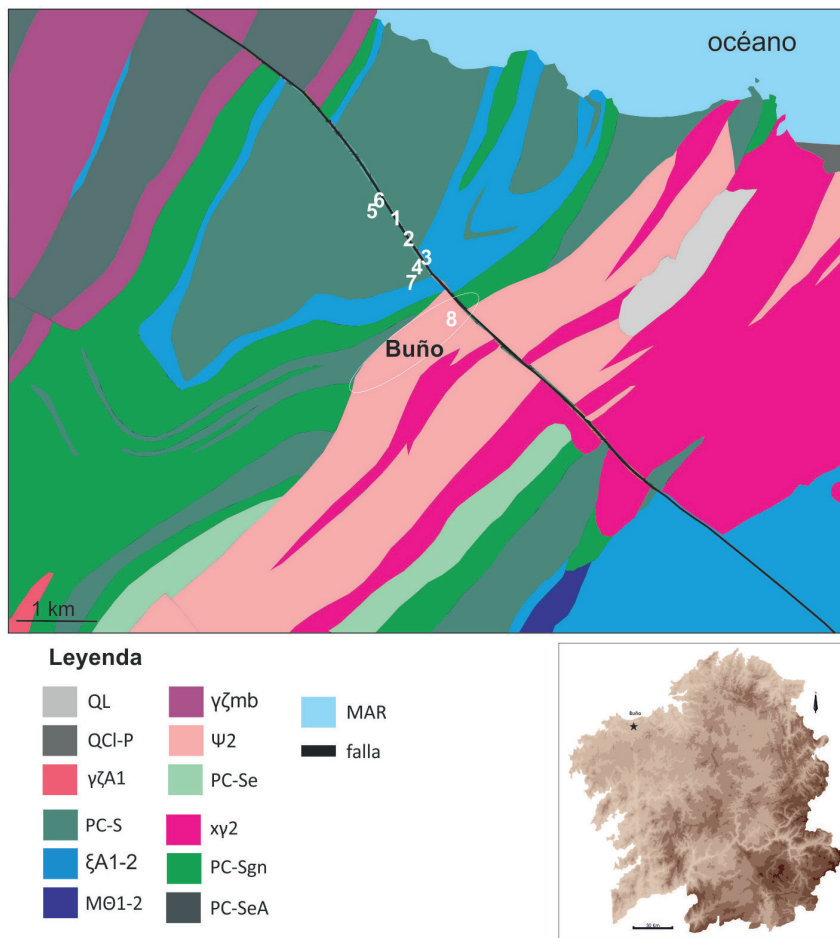 océano
6
5
1
2
3
4
7
8
Buño
1 km
Leyenda
QL
QCl-P
γζA1
PC-S
ξA1-2
MΘ1-2
γζmb
Ψ2
PC-Se
xγ2
PC-Sgn
PC-SeA
MAR
falla
Buño